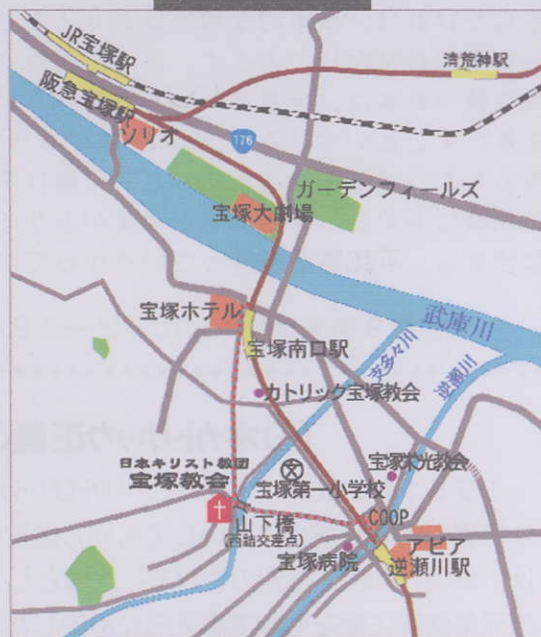 JR宝塚駅
清荒神駅
阪急宝塚駅
ソリオ
176
ガーデンフィールズ
宝塚大劇場
宝塚ホテル
武庫川
宝塚南口駅
支多々川
逆瀬川
カトリック宝塚教会
日本キリスト教団
宝塚教会
宝塚栄光教会
文
宝塚第一小学校
山下橋
(西詰交差点)
COOP
宝塚病院
アピア
逆瀬川駅